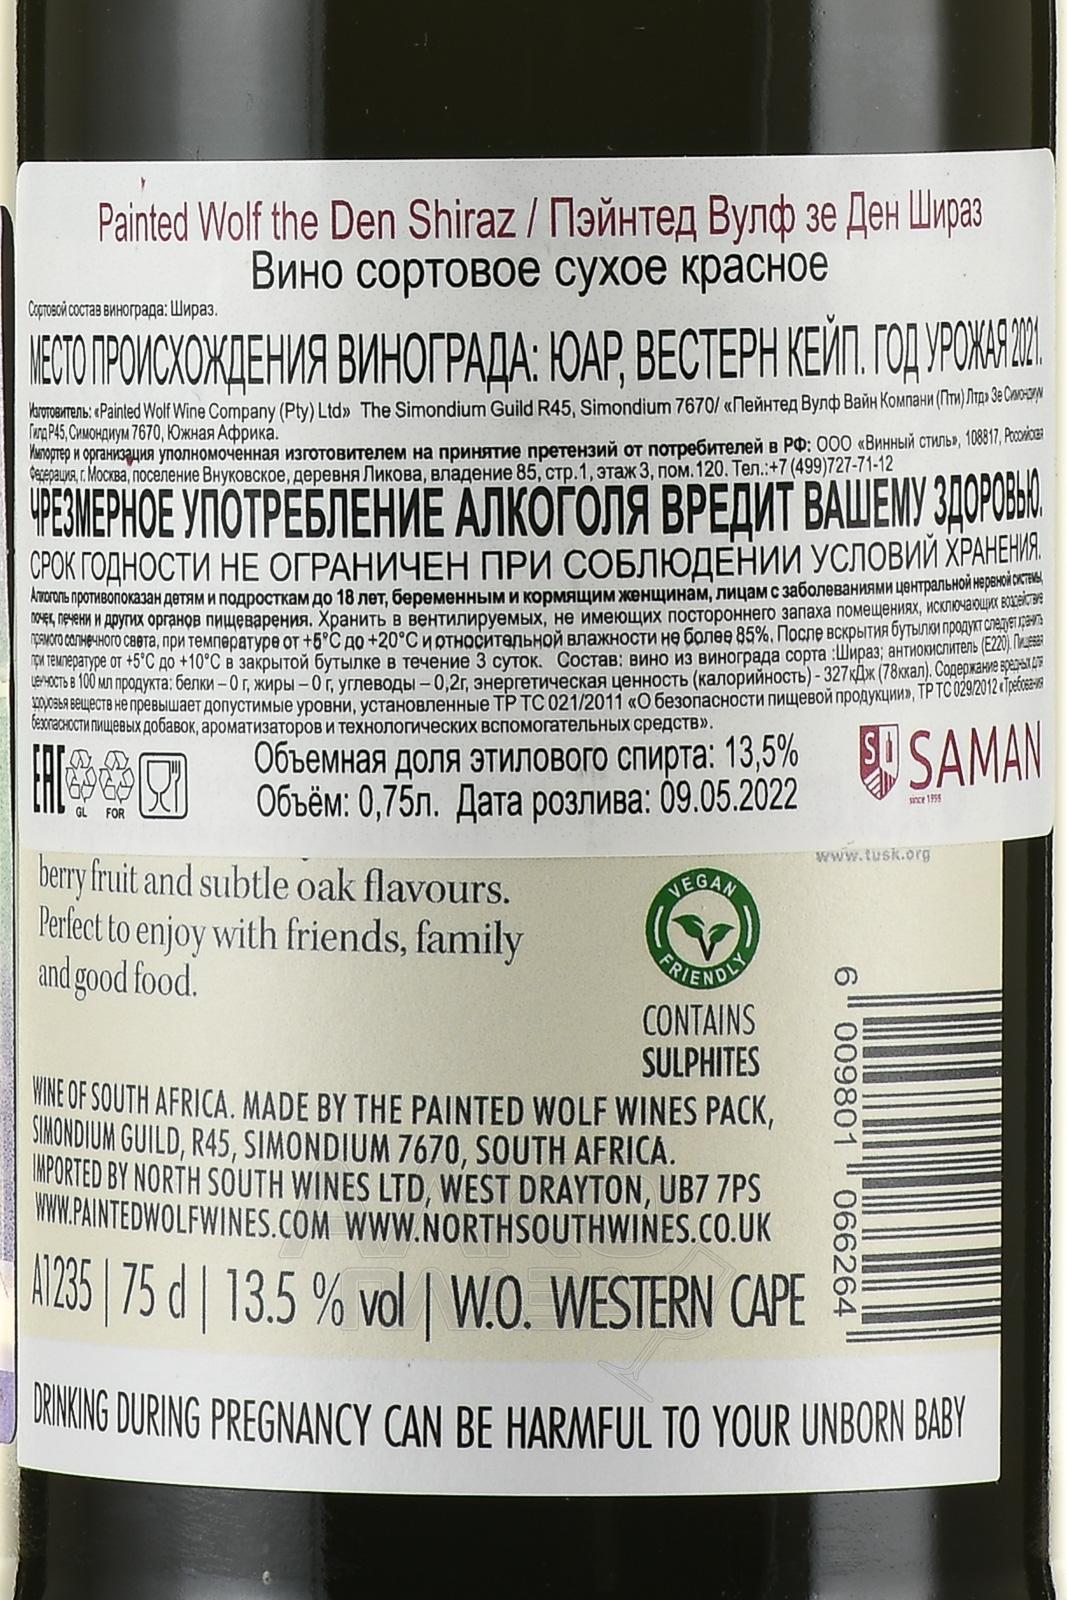 Painted Wolf the Den Shiraz / Пэйнтед Вулф зе Ден Шираз
Вино сортовое сухое красное
Сортовой состав винограда: Шираз.
МЕСТО ПРОИСХОЖДЕНИЯ ВИНОГРАДА: ЮАР, ВЕСТЕРН КЕЙП. ГОД УРОЖАЯ 2021.
Изготовитель: «Painted Wolf Wine Company (Pty) Ltd» The Simondium Guild R45, Simondium 7670/ «Пейнтед Вулф Вайн Компани (Пти) Лтд» Зе Симондиум
Гилд Р45, Симондиум 7670, Южная Африка.
Импортер и организация уполномоченная изготовителем на принятие претензий от потребителей в РФ: ООО «Винный стиль», 108817, Российская
Федерация, г. Москва, поселение Внуковское, деревня Ликова, владение 85, стр.1, этаж 3, пом.120. Тел.:+7 (499)727-71-12
ЧРЕЗМЕРНОЕ УПОТРЕБЛЕНИЕ АЛКОГОЛЯ ВРЕДИТ ВАШЕМУ ЗДОРОВЬЮ.
СРОК ГОДНОСТИ НЕ ОГРАНИЧЕН ПРИ СОБЛЮДЕНИИ УСЛОВИЙ ХРАНЕНИЯ.
Алкоголь противопоказан детям и подросткам до 18 лет, беременным и кормящим женщинам, лицам с заболеваниями центральной нервной системы,
почек, печени и других органов пищеварения. Хранить в вентилируемых, не имеющих постороннего запаха помещениях, исключающих воздействие
прямого солнечного света, при температуре от +5°С до +20°С и относительной влажности не более 85%. После вскрытия бутылки продукт следует хранить
при температуре от +5°С до +10°С в закрытой бутылке в течение 3 суток. Состав: вино из винограда сорта :Шираз; антиокислитель (Е220). Пищевая
ценность в 100 мл продукта: белки – 0 г, жиры – 0 г, углеводы – 0,2г, энергетическая ценность (калорийность) - 327кДж (78ккал). Содержание вредных для
здоровья веществ не превышает допустимые уровни, установленные ТР ТС 021/2011 «О безопасности пищевой продукции», ТР ТС 029/2012 «Требования
безопасности пищевых добавок, ароматизаторов и технологических вспомогательных средств».
EAC GL FOR
Объемная доля этилового спирта: 13,5%
Объём: 0,75л. Дата розлива: 09.05.2022
SAMAN
since 1995
www.tusk.org
berry fruit and subtle oak flavours.
Perfect to enjoy with friends, family
and good food.
VEGAN
FRIENDLY
CONTAINS
SULPHITES
6 009801 066264
WINE OF SOUTH AFRICA. MADE BY THE PAINTED WOLF WINES PACK,
SIMONDIUM GUILD, R45, SIMONDIUM 7670, SOUTH AFRICA.
IMPORTED BY NORTH SOUTH WINES LTD, WEST DRAYTON, UB7 7PS
WWW.PAINTEDWOLFWINES.COM WWW.NORTHSOUTHWINES.CO.UK
A1235 | 75 cl | 13.5 % vol | W.O. WESTERN CAPE
DRINKING DURING PREGNANCY CAN BE HARMFUL TO YOUR UNBORN BABY